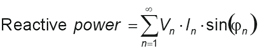 Reactive power = ∑_{n=1}^{∞} V_n · I_n · sin(φ_n)